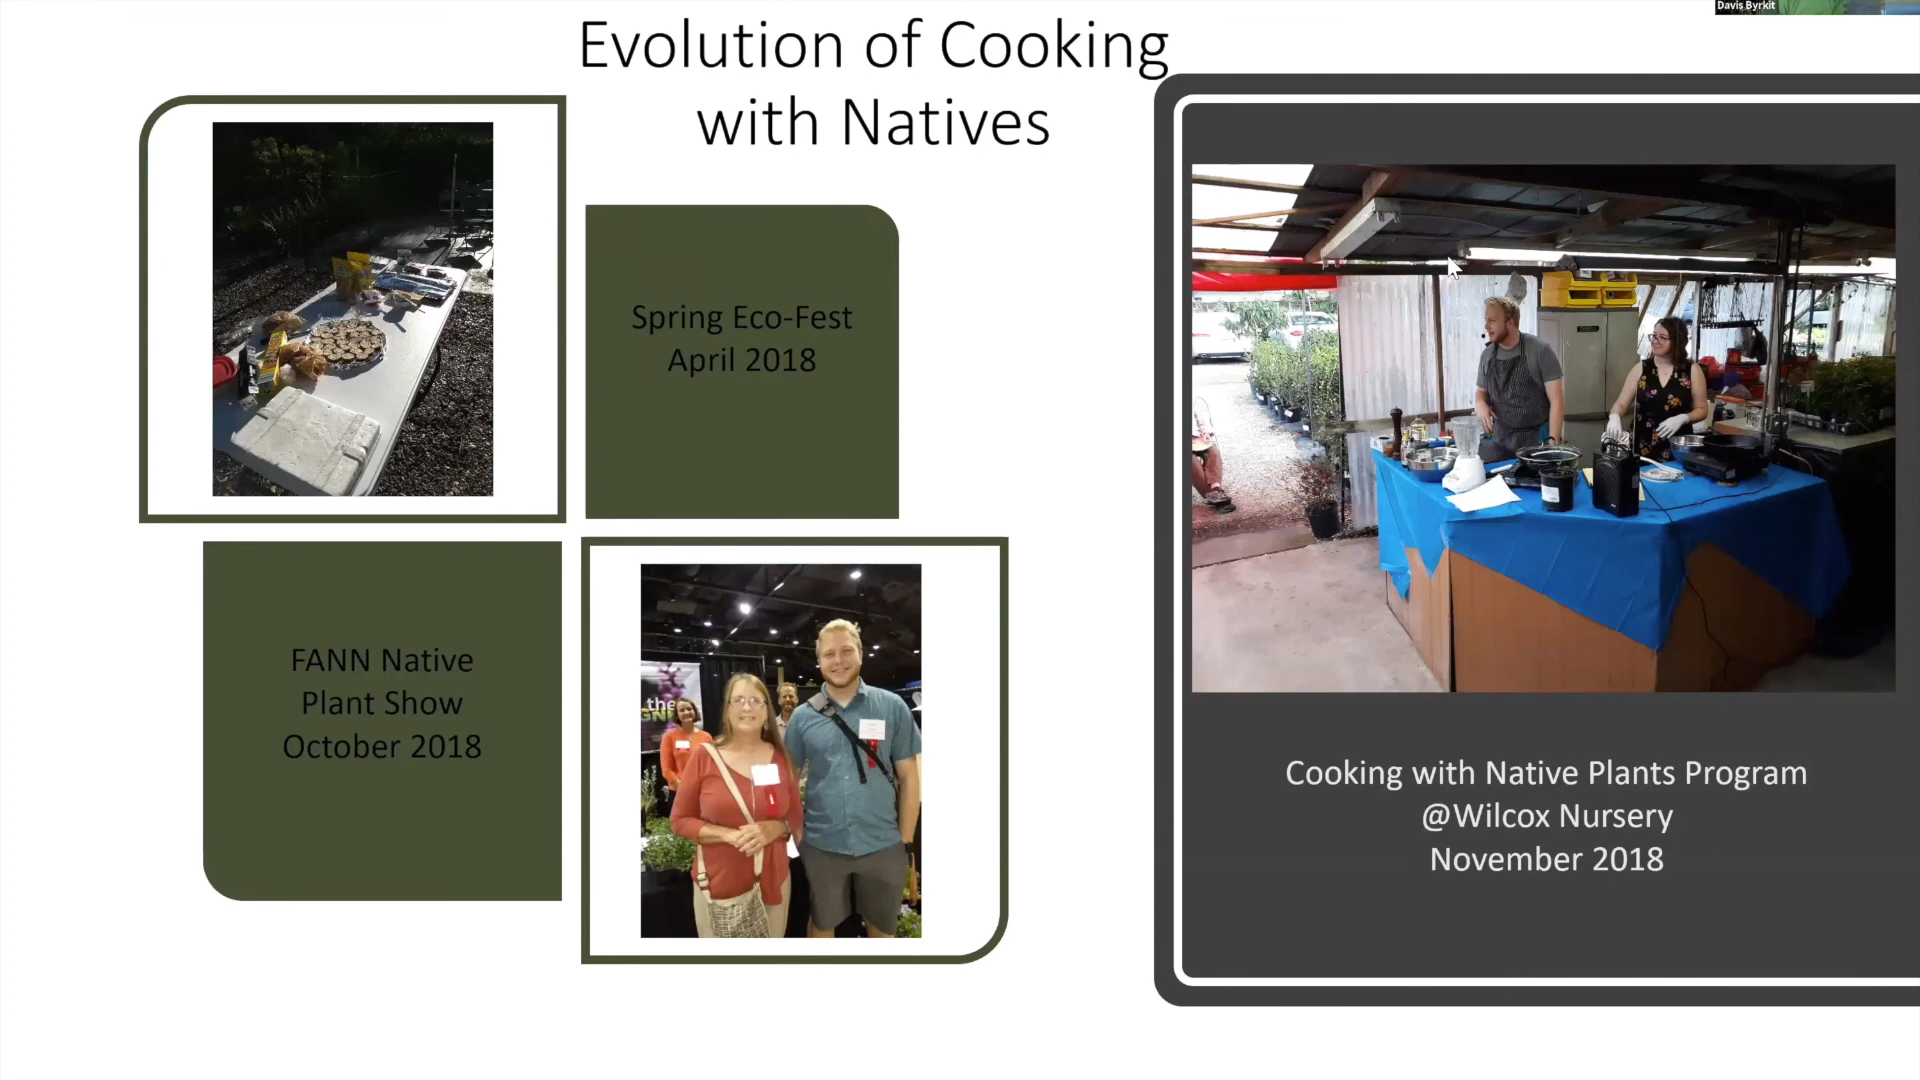 Davis Byrkit
Evolution of Cooking
with Natives
Spring Eco-Fest
April 2018
FANN Native
Plant Show
October 2018
the
Cooking with Native Plants Program
@Wilcox Nursery
November 2018